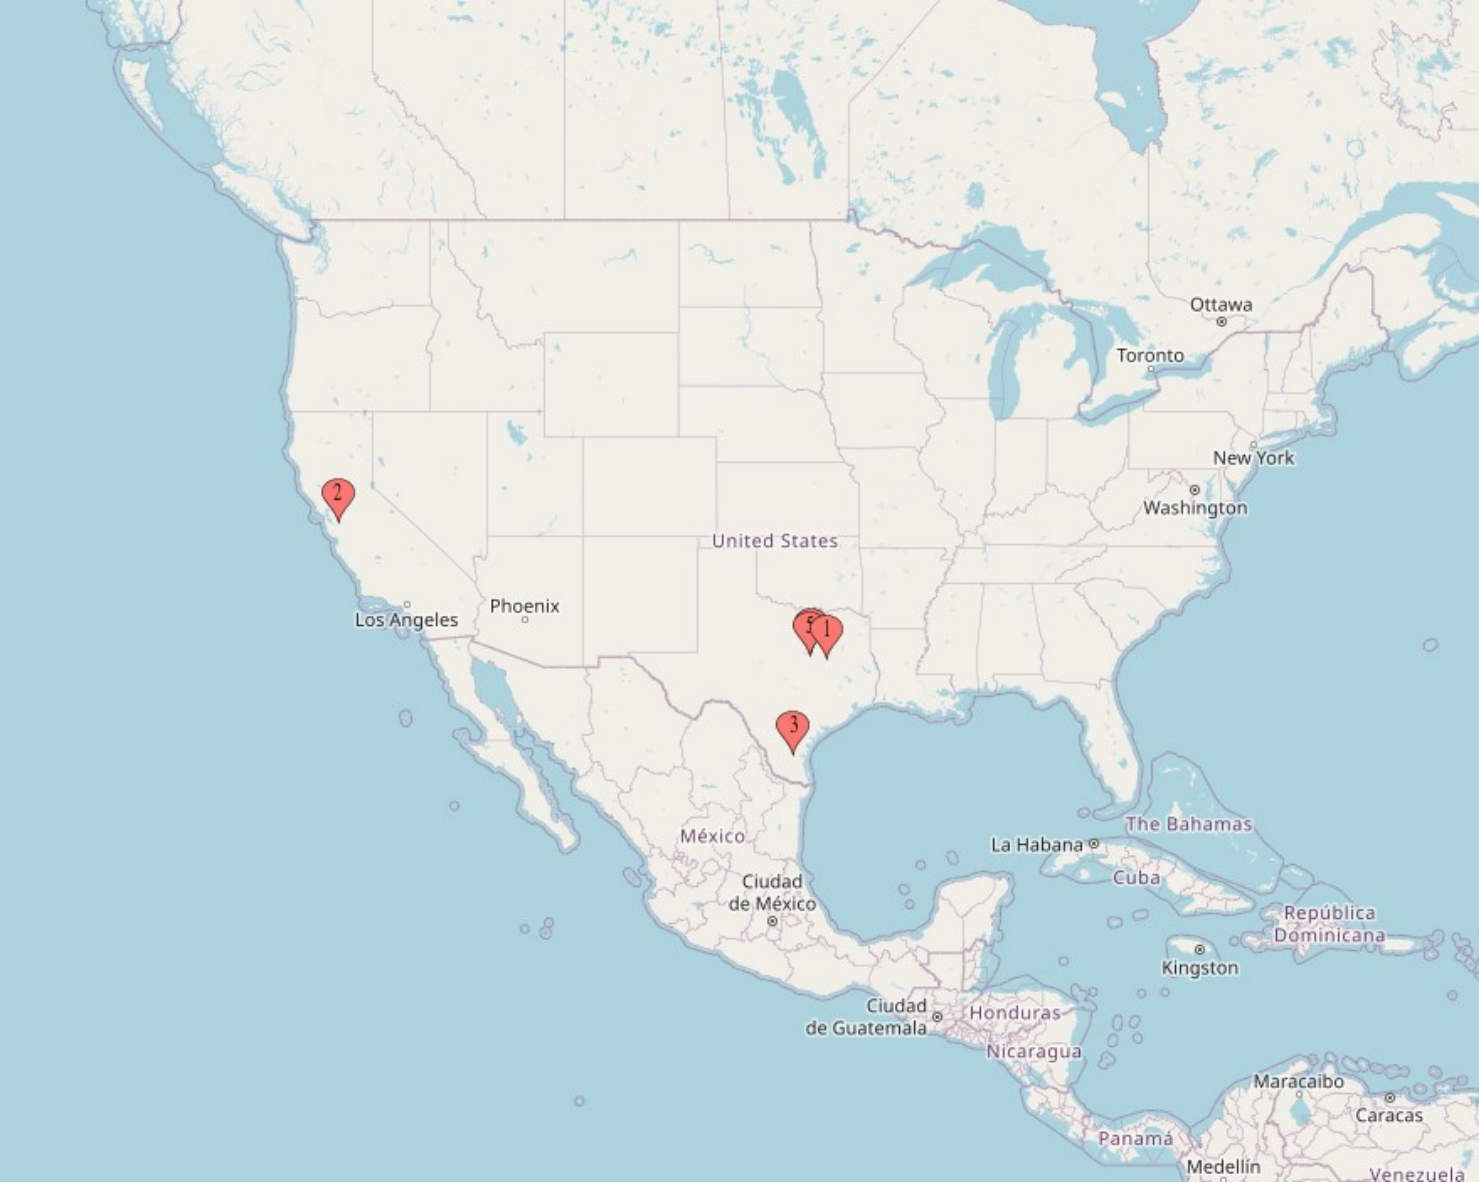 Ottawa
Toronto
New York
Washington
2
United States
Phoenix
Los Angeles
5
1
3
México
The Bahamas
La Habana
Cuba
Ciudad
de México
República
Dominicana
Kingston
Ciudad
de Guatemala
Honduras
Nicaragua
Maracaibo
Caracas
Panamá
Medellín
Venezuela